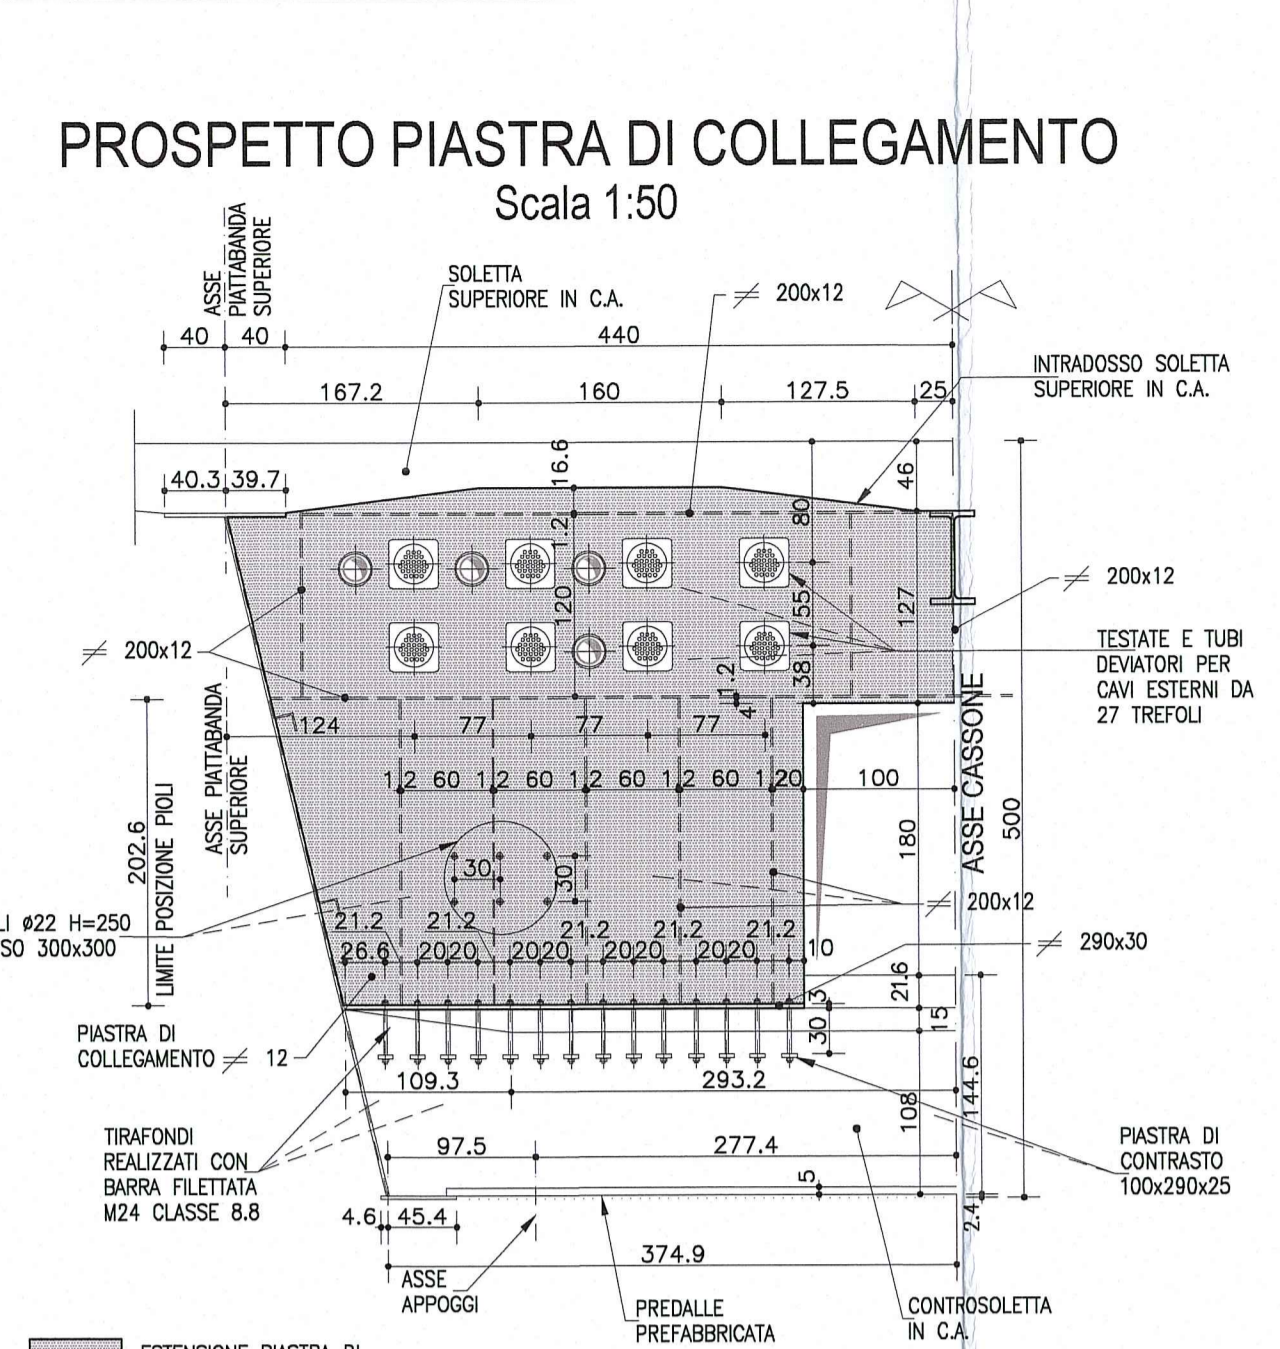 PROSPETTO PIASTRA DI COLLEGAMENTO
Scala 1:50
ASSE
PIATTABANDA
SUPERIORE
SOLETTA
SUPERIORE IN C.A.
200x12
40
40
440
INTRADOSSO SOLETTA
SUPERIORE IN C.A.
167.2
160
127.5
25
16.6
46
40.3
39.7
80
1.2
120
55
127
200x12
200x12
TESTATE E TUBI
DEVIATORI PER
CAVI ESTERNI DA
27 TREFOLI
38
1.2
4
124
77
77
77
ASSE PIATTABANDA
SUPERIORE
ASSE CASSONE
500
1.2
60
1.2
60
1.2
60
1.2
60
1.2
20
100
202.6
LIMITE POSIZIONE PIOLI
180
30
30
200x12
LI ø22 H=250
SO 300x300
21.2
21.2
21.2
21.2
21.2
290x30
26.6
20
20
20
20
20
20
20
20
10
21.6
3
30
15
PIASTRA DI
COLLEGAMENTO
12
109.3
293.2
108
144.6
TIRAFONDI
REALIZZATI CON
BARRA FILETTATA
M24 CLASSE 8.8
97.5
277.4
PIASTRA DI
CONTRASTO
100x290x25
5
2.4
4.6
45.4
374.9
ASSE
APPOGGI
PREDALLE
PREFABBRICATA
CONTROSOLETTA
IN C.A.
ESTENSIONE PIASTRA DI